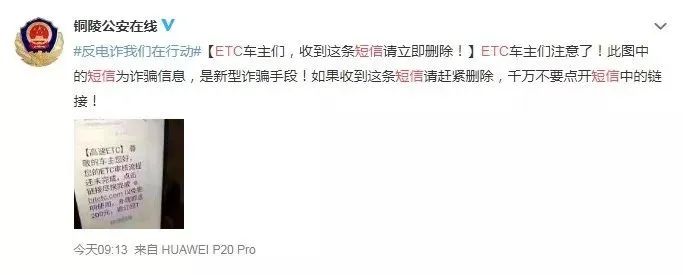 铜陵公安在线
#反电诈我们在行动#【ETC车主们，收到这条短信请立即删除！】ETC车主们注意了！此图中
的短信为诈骗信息，是新型诈骗手段！如果收到这条短信请赶紧删除，千万不要点开短信中的链
接！
【高速ETC】尊
敬的车主您好，
您的ETC审核流程
还未完成，点击
链接尽快完成
今天09:13 来自 HUAWEI P20 Pro